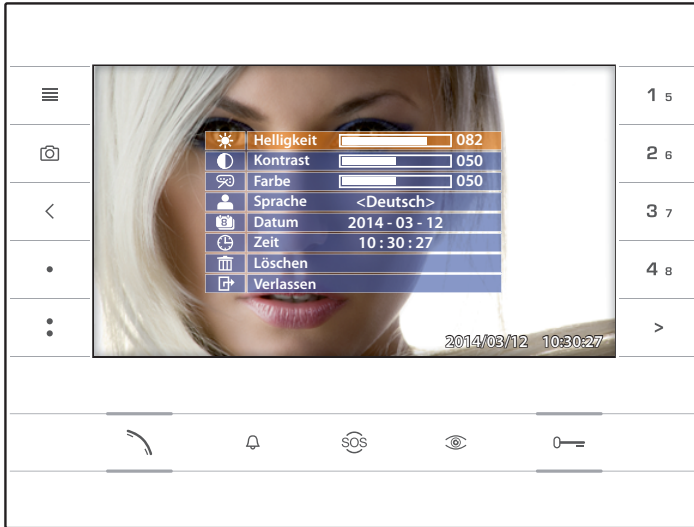 Helligkeit 082
Kontrast 050
Farbe 050
Sprache <Deutsch>
8
Datum 2014 - 03 - 12
Zeit 10 : 30 : 27
Löschen
Verlassen
2014/03/12 10:30:27
1 5
2 6
3 7
4 8
>
SOS